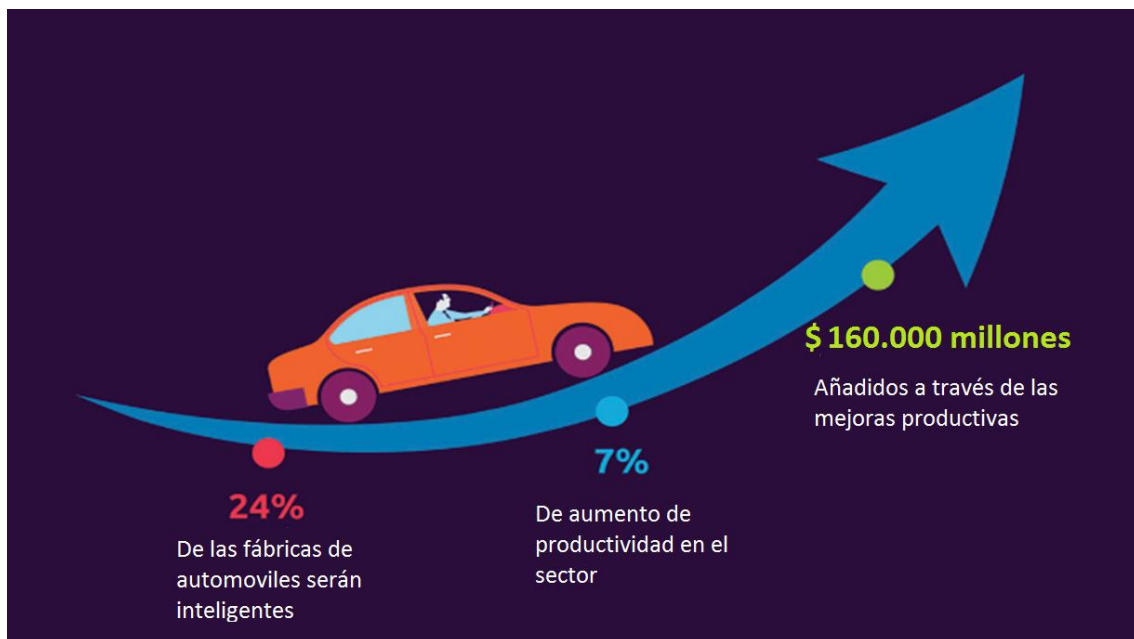 24%
De las fábricas de
automoviles serán
inteligentes
7%
De aumento de
productividad en el
sector
$ 160.000 millones
Añadidos a través de las
mejoras productivas